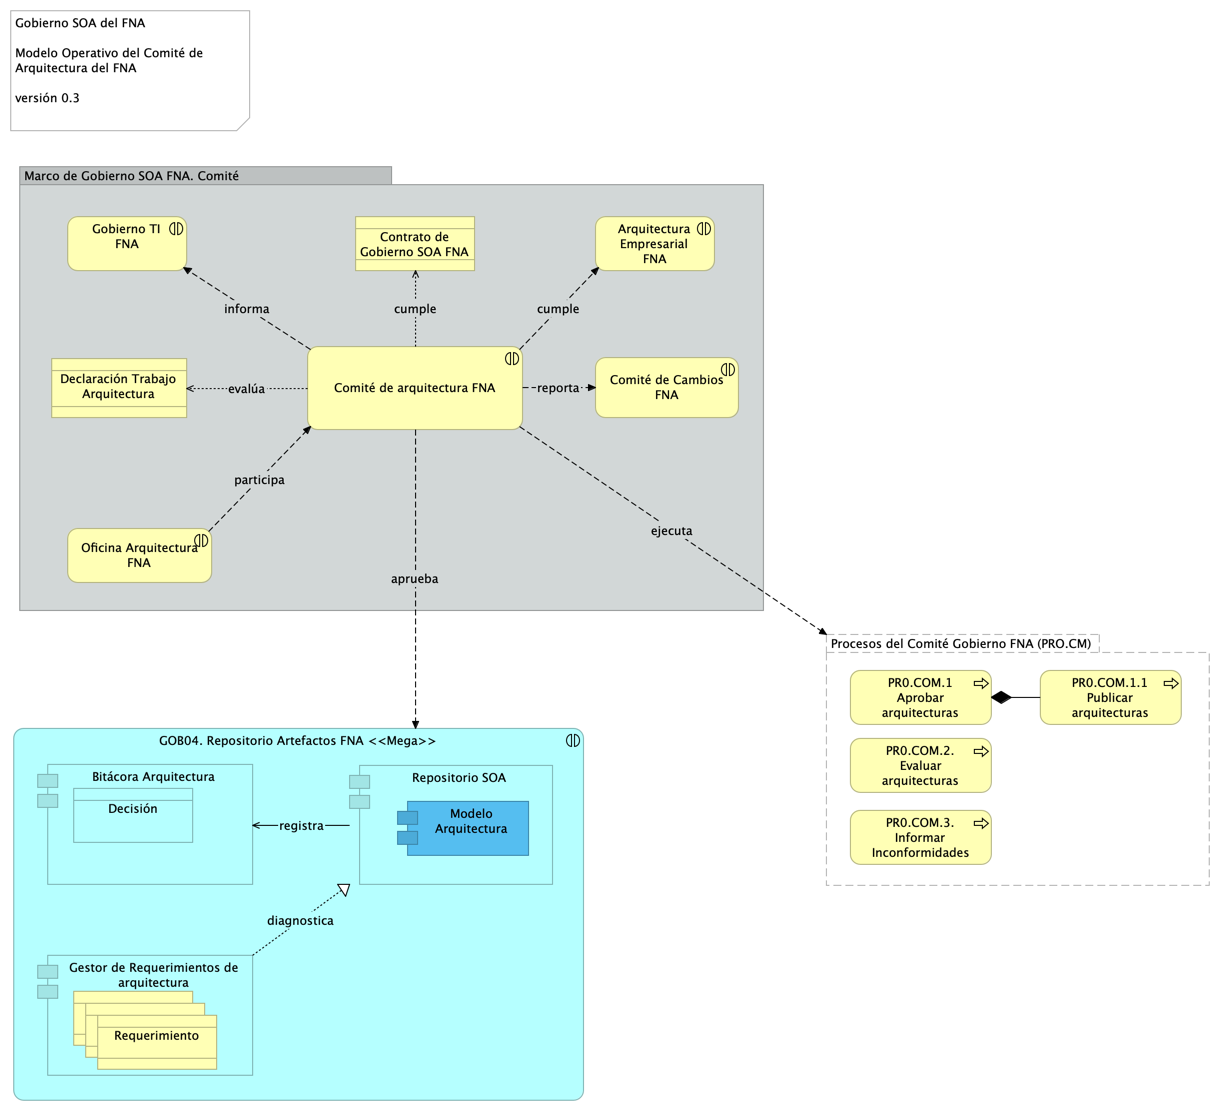 Gobierno SOA del FNA
Modelo Operativo del Comité de
Arquitectura del FNA
versión 0.3
Marco de Gobierno SOA FNA. Comité
Gobierno TI
FNA
Contrato de
Gobierno SOA FNA
Arquitectura
Empresarial
FNA
informa
cumple
cumple
Declaración Trabajo
Arquitectura
evalúa
Comité de arquitectura FNA
reporta
Comité de Cambios
FNA
participa
Oficina Arquitectura
FNA
ejecuta
aprueba
Procesos del Comité Gobierno FNA (PRO.CM)
PR0.COM.1
Aprobar
arquitecturas
PR0.COM.1.1
Publicar
arquitecturas
PR0.COM.2.
Evaluar
arquitecturas
PR0.COM.3.
Informar
Inconformidades
GOB04. Repositorio Artefactos FNA <<Mega>>
Bitácora Arquitectura
Decisión
registra
Repositorio SOA
Modelo
Arquitectura
diagnostica
Gestor de Requerimientos de
arquitectura
Requerimiento